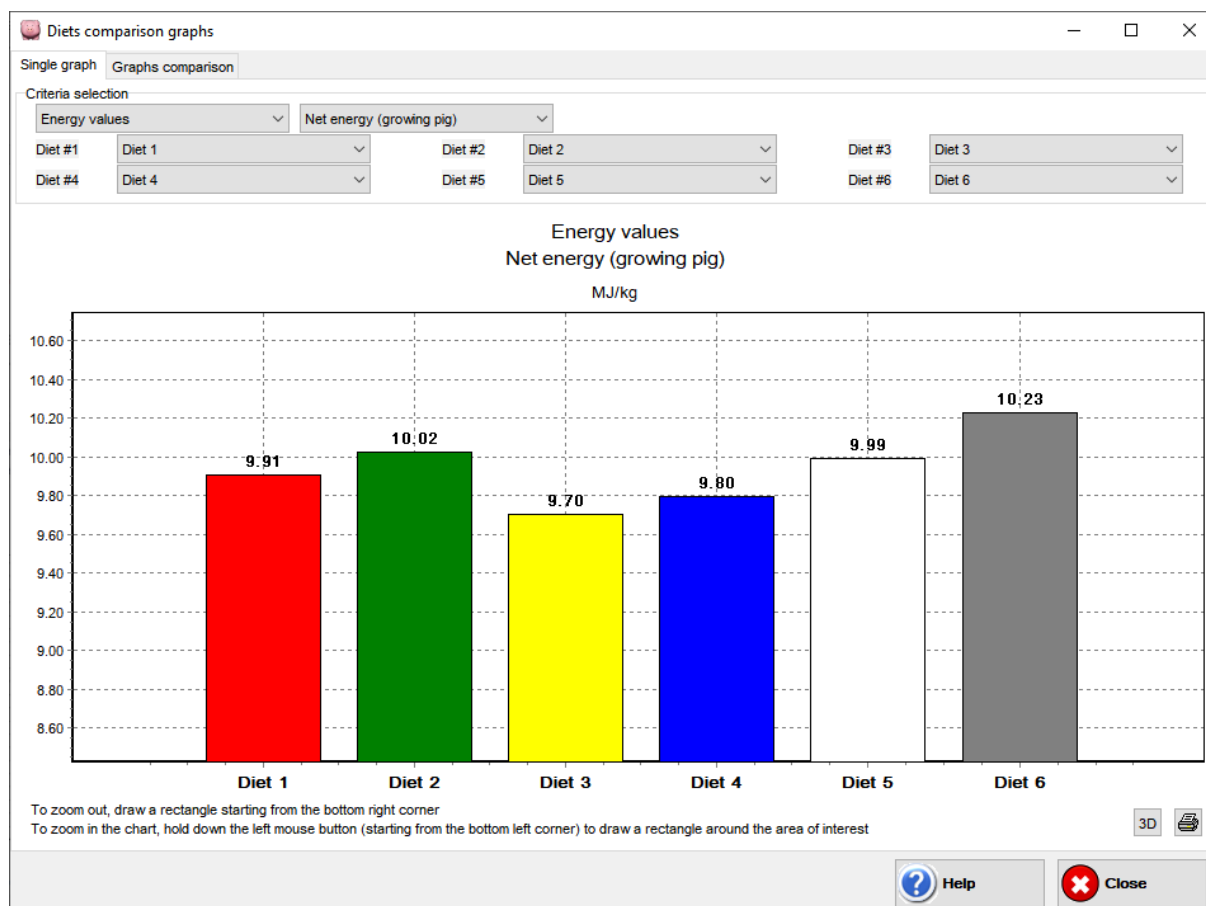 Diets comparison graphs
Single graph Graphs comparison
Criteria selection
Energy values Net energy (growing pig)
Diet #1 Diet 1 Diet #2 Diet 2 Diet #3 Diet 3
Diet #4 Diet 4 Diet #5 Diet 5 Diet #6 Diet 6
Energy values
Net energy (growing pig)
MJ/kg
10.60
10.40
10.20
10.00
9.80
9.60
9.40
9.20
9.00
8.80
8.60
9.91
10.02
9.70
9.80
9.99
10.23
Diet 1 Diet 2 Diet 3 Diet 4 Diet 5 Diet 6
To zoom out, draw a rectangle starting from the bottom right corner
To zoom in the chart, hold down the left mouse button (starting from the bottom left corner) to draw a rectangle around the area of interest
3D
Help Close